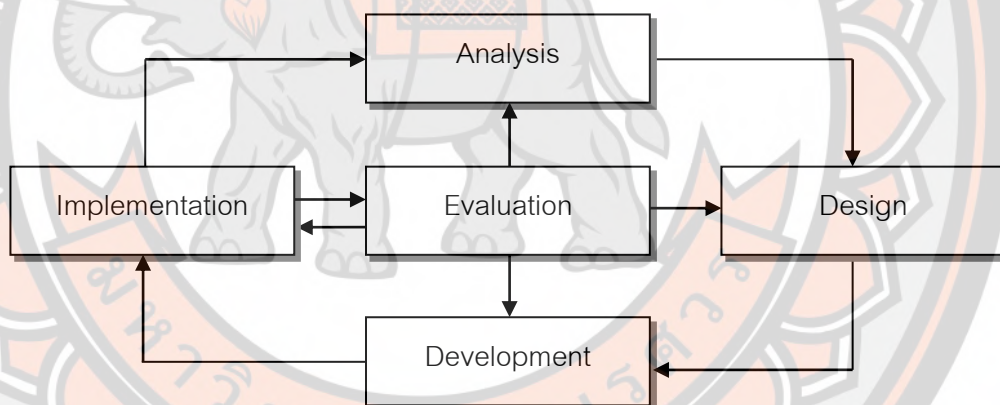 Analysis
Implementation
Evaluation
Design
Development